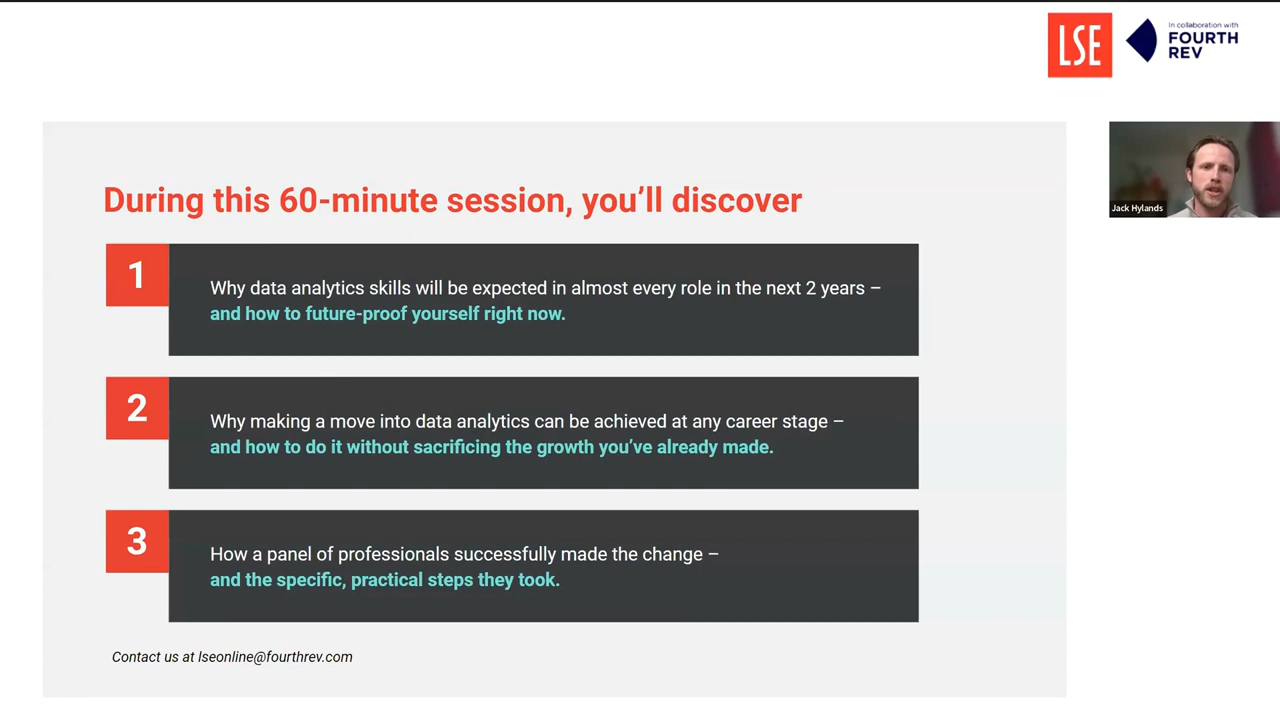 LSE
In collaboration with
FOURTH
REV
During this 60-minute session, you’ll discover
1
Why data analytics skills will be expected in almost every role in the next 2 years –
and how to future-proof yourself right now.
2
Why making a move into data analytics can be achieved at any career stage –
and how to do it without sacrificing the growth you’ve already made.
3
How a panel of professionals successfully made the change –
and the specific, practical steps they took.
Contact us at lseonline@fourthrev.com
Jack Hylands